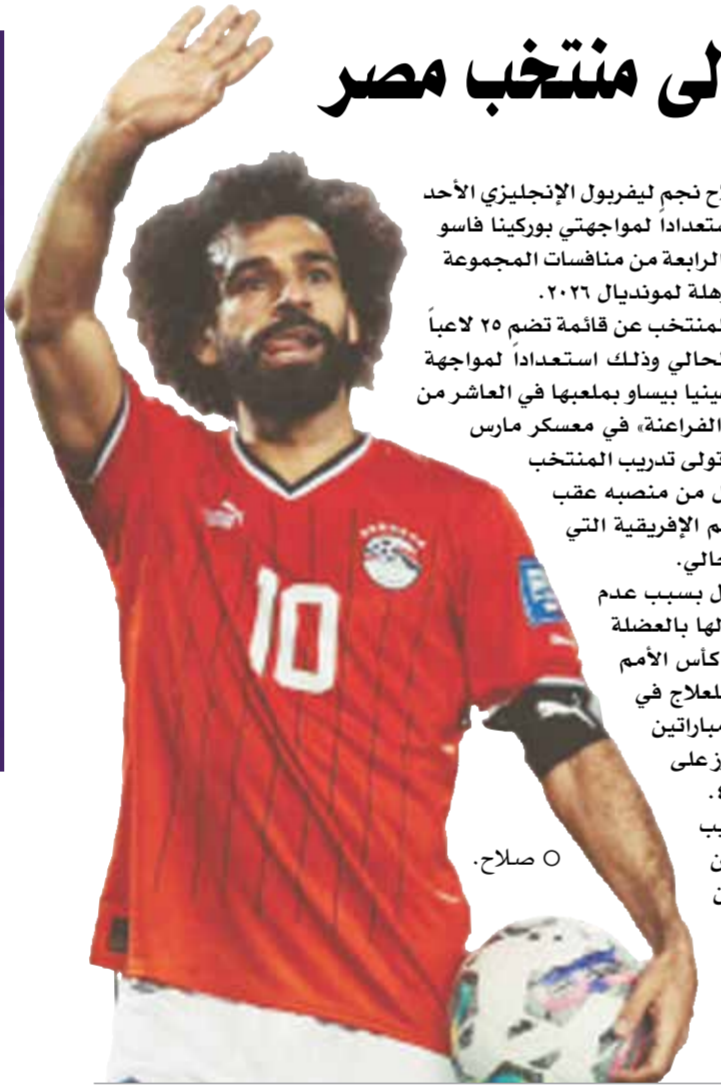 لى منتخب مصر
ح نجم ليفربول الإنجليزي الأحد
ستعداداً لمواجهتي بوركينا فاسو
الرابعة من منافسات المجموعة
هلة لمونديال ٢٠٢٦.
لمنتخب عن قائمة تضم ٢٥ لاعباً
لحالي وذلك استعداداً لمواجهة
ينيا بيساو بملعبها في العاشر من
الفراعنة» في معسكر مارس
تولى تدريب المنتخب
ل من منصبه عقب
م الإفريقية التي
حالي.
ل بسبب عدم
لها بالعضلة
كأس الأمم
لعلاج في
مباراتين
ز على
٤.
يب
ن
ن
○ صلاح.
10